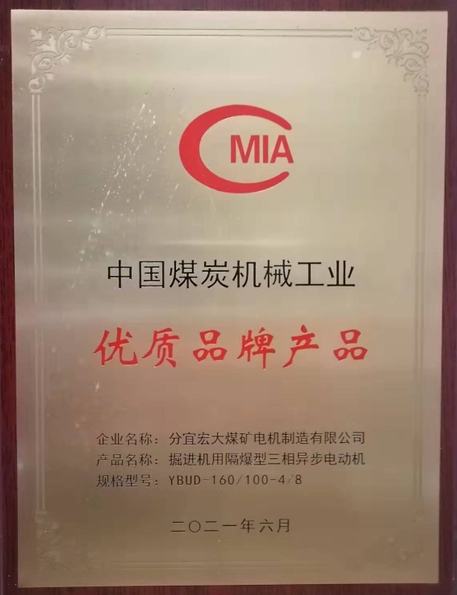 CMIA
中国煤炭机械工业
优质品牌产品
企业名称：分宜宏大煤矿电机制造有限公司
产品名称：掘进机用隔爆型三相异步电动机
规格型号：YBUD-160/100-4/8
二〇二一年六月